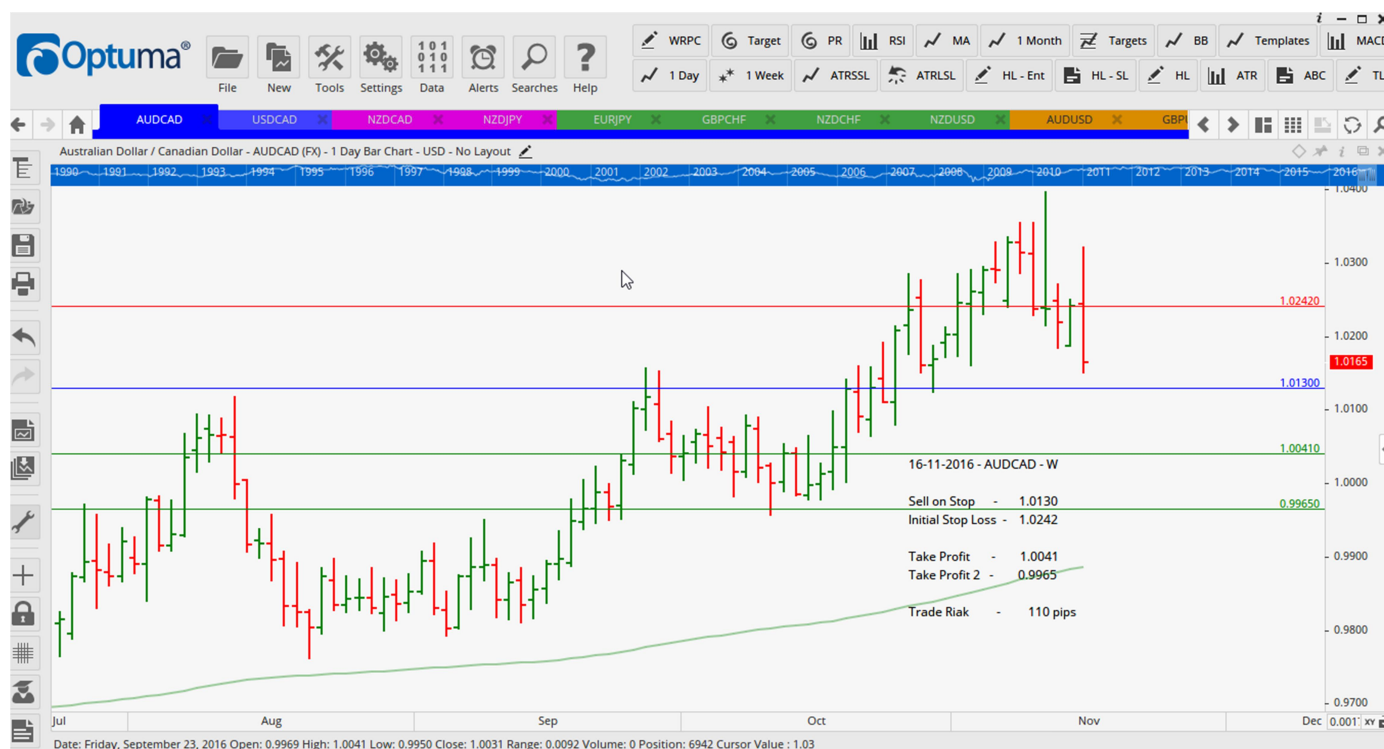 i
Optuma®
WRPC Target PR RSI MA 1 Month Targets BB Templates MACD
101
010
111
File New Tools Settings Data Alerts Searches Help
1 Day 1 Week ATRSSL ATRLSL HL - Ent HL - SL HL ATR ABC TL
AUDCAD USDCAD NZDCAD NZDJPY EURJPY GBPCHF NZDCHF NZDUSD AUDUSD
Australian Dollar / Canadian Dollar - AUDCAD (FX) - 1 Day Bar Chart - USD - No Layout
1990 1991 1992 1993 1994 1995 1996 1997 1998 1999 2000 2001 2002 2003 2004 2005 2006 2007 2008 2009 2010 2011 2012 2013 2014 2015 2016
1.0400
1.0300
1.02420
1.0200
1.0165
1.01300
1.0100
1.00410
16-11-2016 - AUDCAD - W
1.0000
Sell on Stop - 1.0130
0.99650
Initial Stop Loss - 1.0242
Take Profit - 1.0041
0.9900
Take Profit 2 - 0.9965
Trade Riak - 110 pips
0.9800
0.9700
Jul Aug Sep Oct Nov Dec XY
Date: Friday, September 23, 2016 Open: 0.9969 High: 1.0041 Low: 0.9950 Close: 1.0031 Range: 0.0092 Volume: 0 Position: 6942 Cursor Value : 1.03